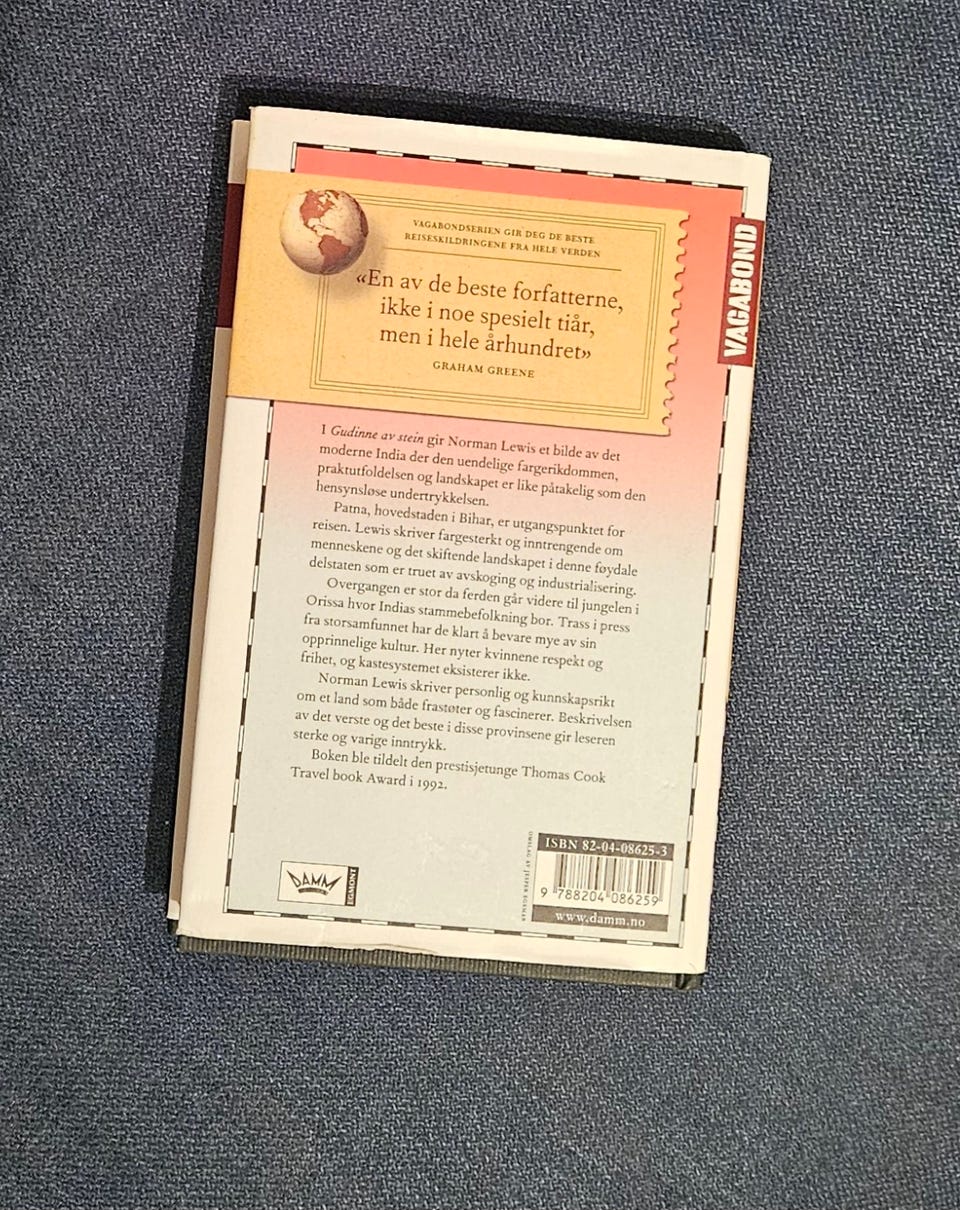 VAGABONDSERIEN GIR DEG DE BESTE
REISESKILDRINGENE FRA HELE VERDEN
«En av de beste forfatterne,
ikke i noe spesielt tiår,
men i hele århundret»
GRAHAM GREENE
VAGABOND
I Gudinne av stein gir Norman Lewis et bilde av det
moderne India der den uendelige fargerikdommen,
praktutfoldelsen og landskapet er like påtakelig som den
hensynsløse undertrykkelsen.
Patna, hovedstaden i Bihar, er utgangspunktet for
reisen. Lewis skriver fargesterkt og inntrengende om
menneskene og det skiftende landskapet i denne føydale
delstaten som er truet av avskoging og industrialisering.
Overgangen er stor da ferden går videre til jungelen i
Orissa hvor Indias stammebefolkning bor. Trass i press
fra storsamfunnet har de klart å bevare mye av sin
opprinnelige kultur. Her nyter kvinnene respekt og
frihet, og kastesystemet eksisterer ikke.
Norman Lewis skriver personlig og kunnskapsrikt
om et land som både frastøter og fascinerer. Beskrivelsen
av det verste og det beste i disse provinsene gir leseren
sterke og varige inntrykk.
Boken ble tildelt den prestisjetunge Thomas Cook
Travel book Award i 1992.
DAMM
EGMONT
OMSLAG AV JESPER
ISBN 82-04-08625-3
9 788204 086259
www.damm.no